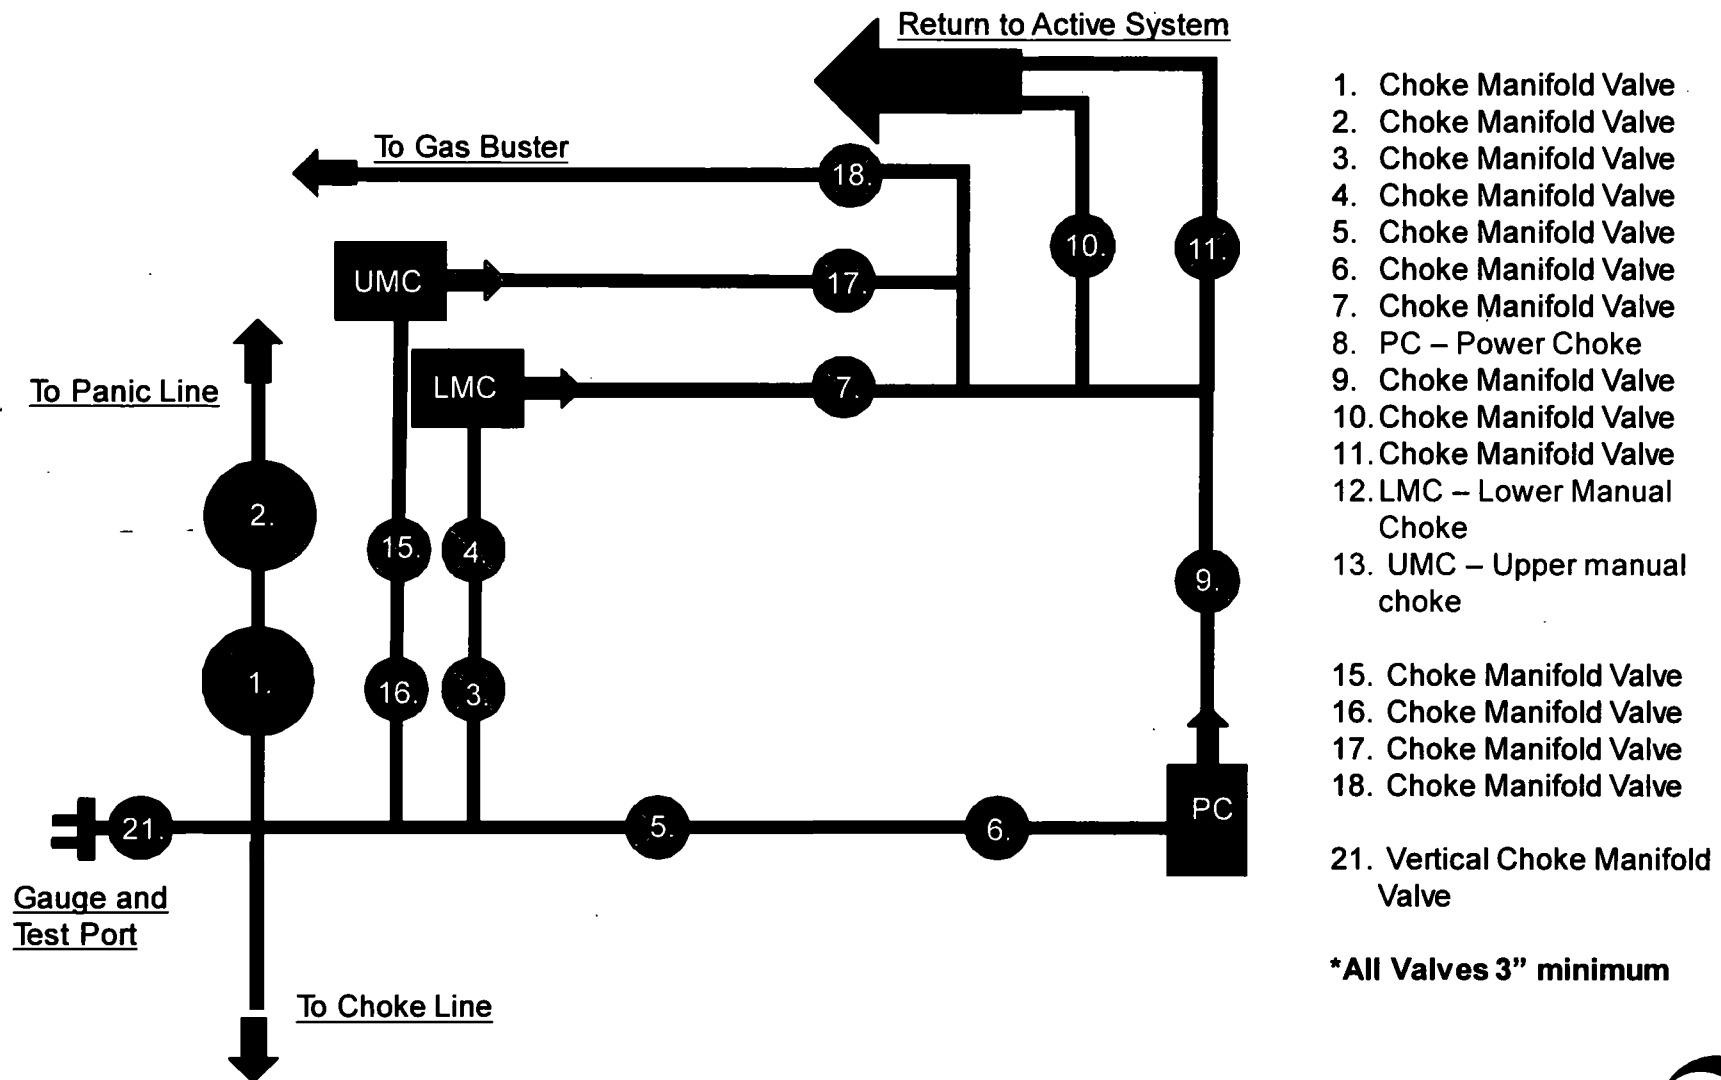 Return to Active System
To Gas Buster
18.
10.
11.
UMC
17.
To Panic Line
LMC
7.
2.
15.
4.
9.
1.
16.
3.
PC
21.
5.
6.
Gauge and
Test Port
To Choke Line
1. Choke Manifold Valve
2. Choke Manifold Valve
3. Choke Manifold Valve
4. Choke Manifold Valve
5. Choke Manifold Valve
6. Choke Manifold Valve
7. Choke Manifold Valve
8. PC – Power Choke
9. Choke Manifold Valve
10. Choke Manifold Valve
11. Choke Manifold Valve
12. LMC – Lower Manual
Choke
13. UMC – Upper manual
choke
15. Choke Manifold Valve
16. Choke Manifold Valve
17. Choke Manifold Valve
18. Choke Manifold Valve
21. Vertical Choke Manifold
Valve
*All Valves 3" minimum